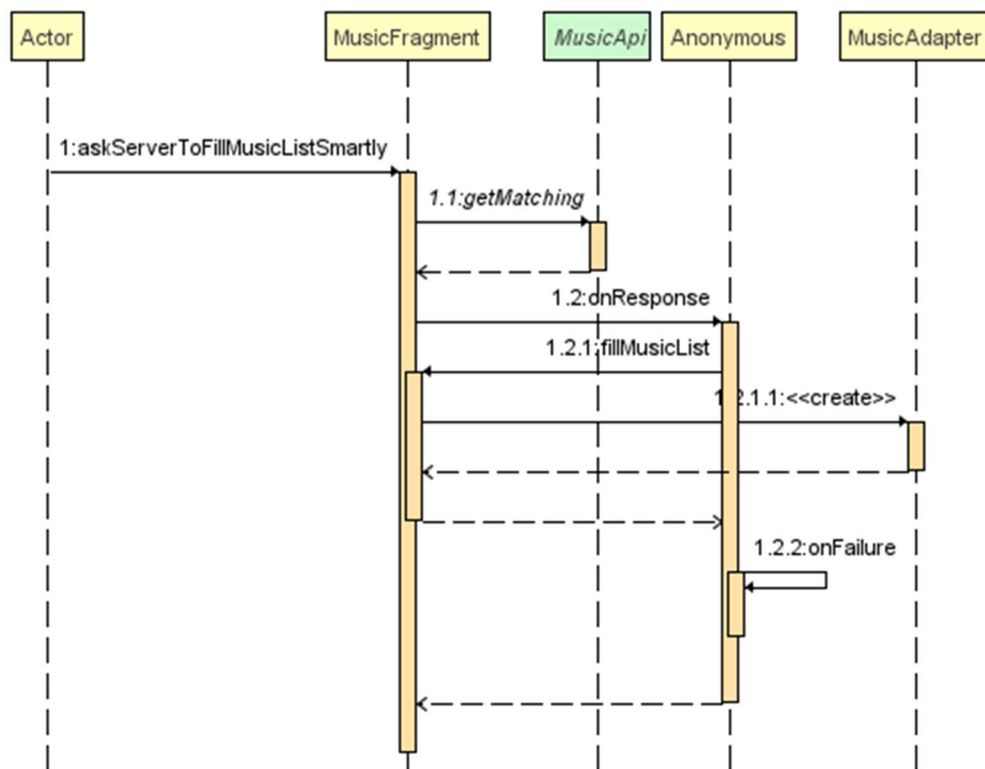 Actor
MusicFragment
MusicApi
Anonymous
MusicAdapter
1:askServerToFillMusicListSmartly
1.1:getMatching
1.2:onResponse
1.2.1:fillMusicList
1.2.1.1:<<create>>
1.2.2:onFailure